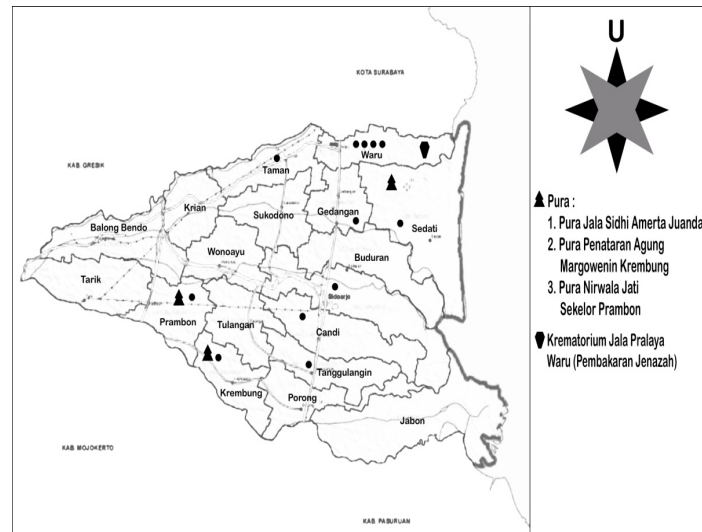 KOTA SURABAYA
KAB. GRESIK
Waru
Taman
Krian
Sukodono
Gedangan
Sedati
Balong Bendo
Wonoayu
Buduran
Tarik
Sidoarjo
Prambon
Tulangan
Candi
Tanggulangin
Krembung
Porong
Jabon
KAB. MOJOKERTO
KAB. PASURUAN
U
Pura :
1. Pura Jala Sidhi Amerta Juanda
2. Pura Penataran Agung
Margowenin Krembung
3. Pura Nirwala Jati
Sekelor Prambon
Krematorium Jala Pralaya
Waru (Pembakaran Jenazah)